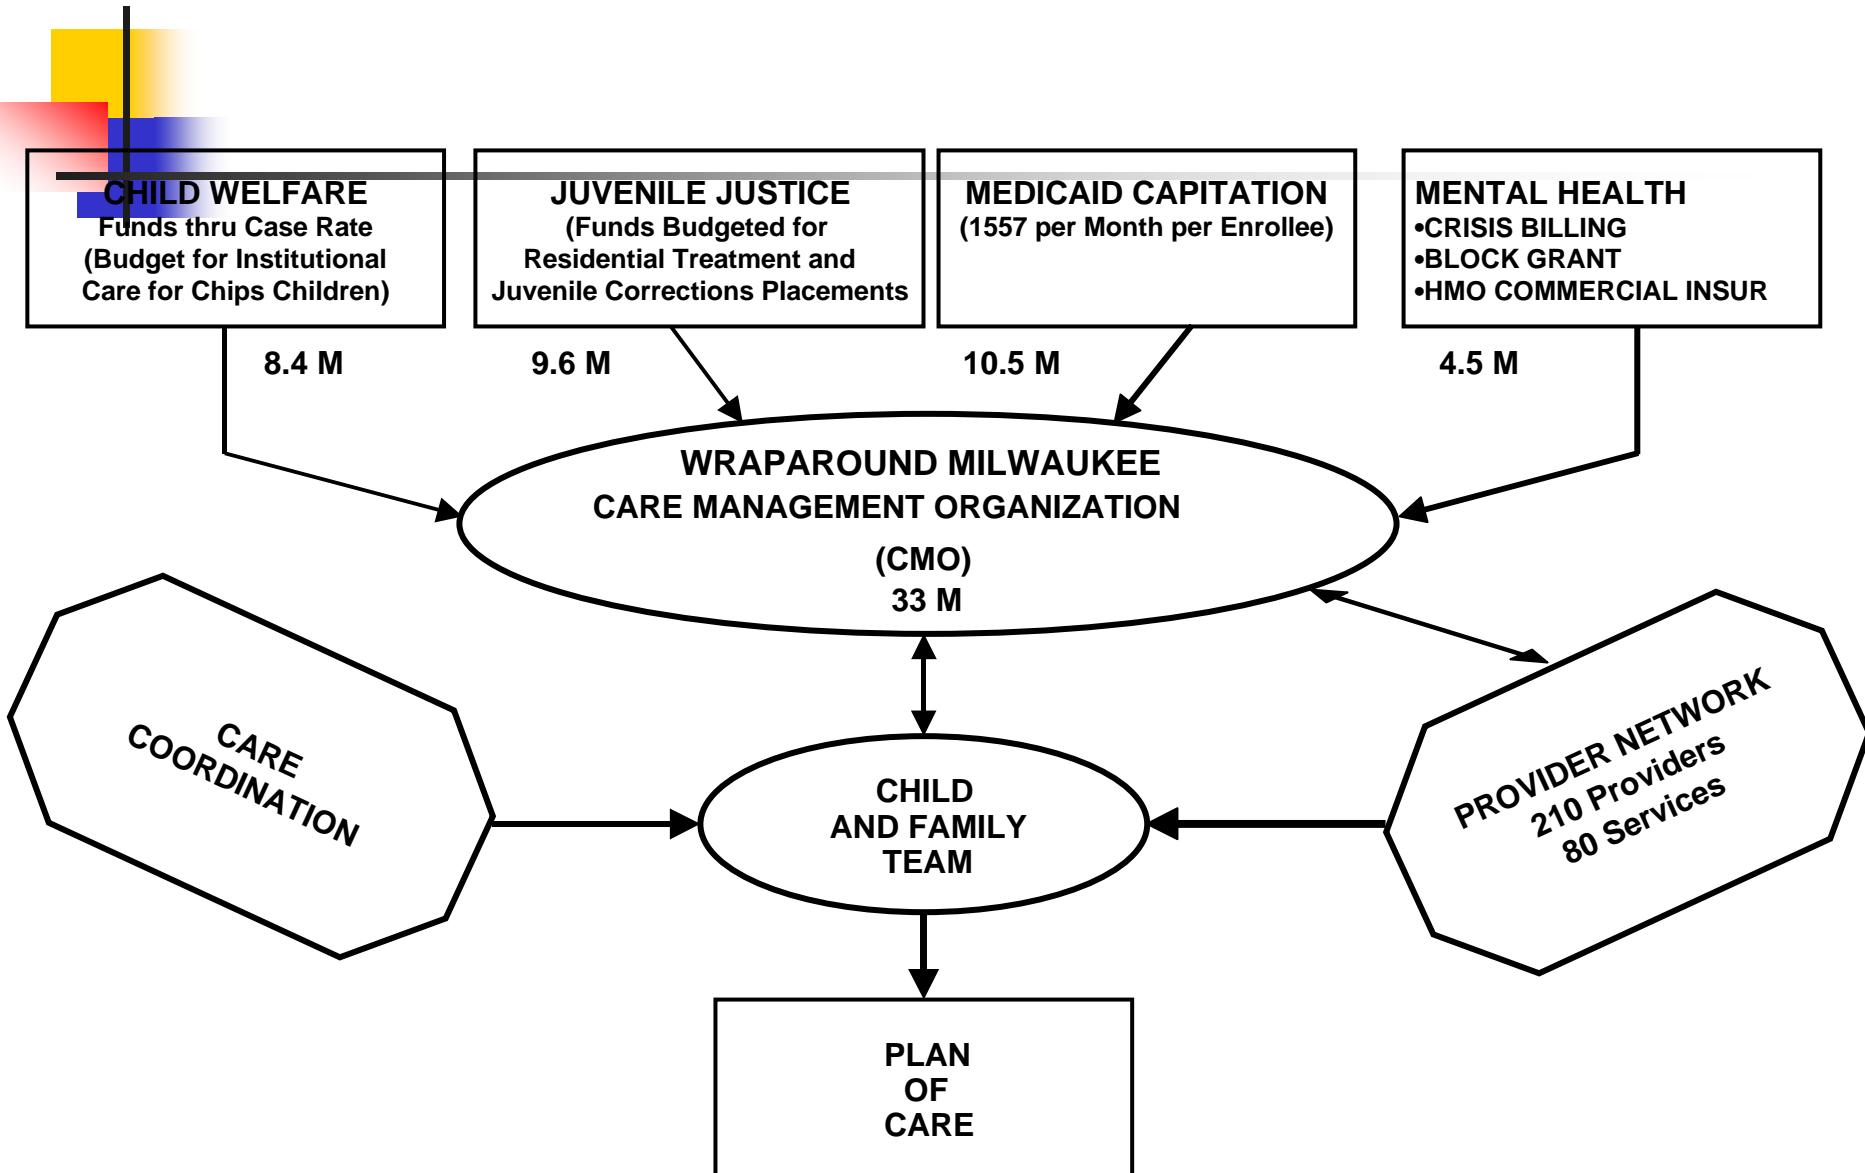 CHILD WELFARE
Funds thru Case Rate
(Budget for Institutional
Care for Chips Children)
JUVENILE JUSTICE
(Funds Budgeted for
Residential Treatment and
Juvenile Corrections Placements
MEDICAID CAPITATION
(1557 per Month per Enrollee)
MENTAL HEALTH
•CRISIS BILLING
•BLOCK GRANT
•HMO COMMERCIAL INSUR
8.4 M
9.6 M
10.5 M
4.5 M
WRAPAROUND MILWAUKEE
CARE MANAGEMENT ORGANIZATION
(CMO)
33 M
CARE
COORDINATION
CHILD
AND FAMILY
TEAM
PROVIDER NETWORK
210 Providers
80 Services
PLAN
OF
CARE